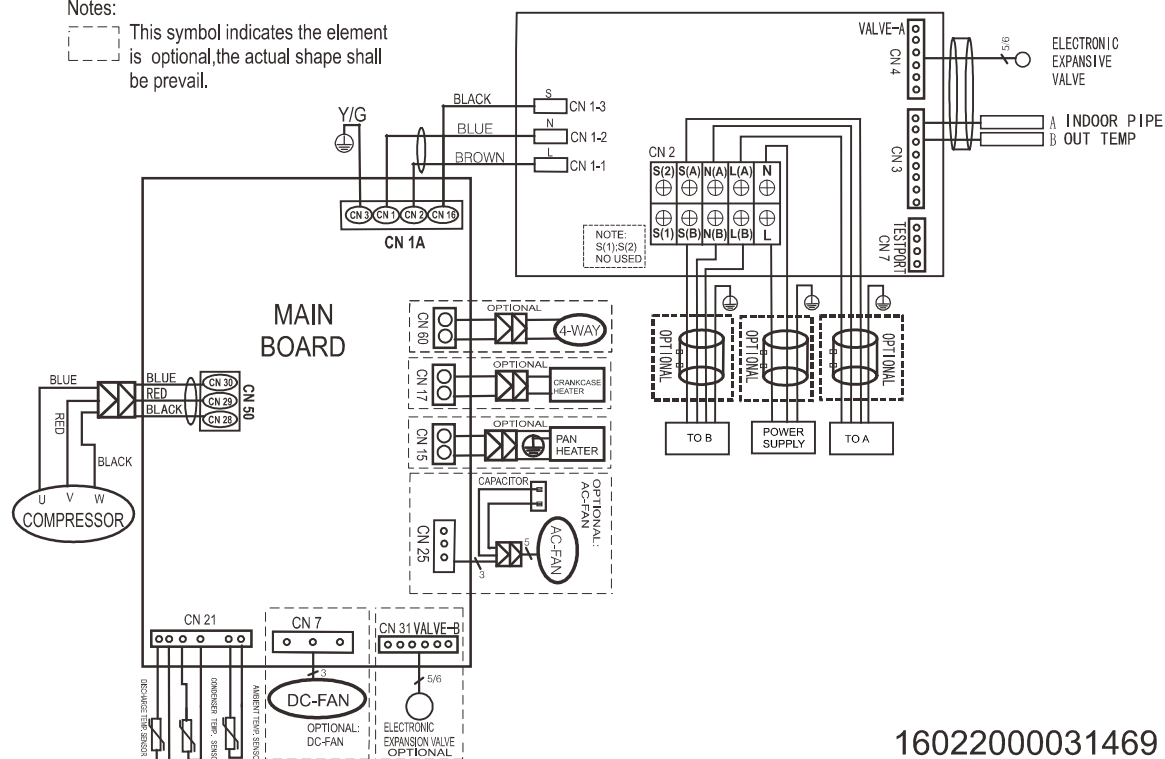 Notes:
This symbol indicates the element
is optional,the actual shape shall
be prevail.
Y/G
BLACK
BLUE
BROWN
S
N
L
CN 1-3
CN 1-2
CN 1-1
CN 3
CN 1
CN 2
CN 16
CN 1A
VALVE-A
CN 4
5/6
ELECTRONIC
EXPANSIVE
VALVE
CN 3
A INDOOR PIPE
B OUT TEMP
TESTPORT
CN 7
CN 2
S(2) S(A) N(A) L(A) N
S(1) S(B) N(B) L(B) L
NOTE:
S(1);S(2)
NO USED
OPTIONAL
OPTIONAL
OPTIONAL
TO B
POWER
SUPPLY
TO A
MAIN
BOARD
CN 60
OPTIONAL
4-WAY
CN 17
OPTIONAL
CRANKCASE
HEATER
CN 15
OPTIONAL
PAN
HEATER
CAPACITOR
CN 25
3
5
AC-FAN
OPTIONAL:
AC-FAN
BLUE
RED
BLACK
BLUE
RED
BLACK
CN 30
CN 29
CN 28
CN 50
U V W
COMPRESSOR
CN 21
DISCHARGE TEMP. SENSOR
CONDENSER TEMP. SENSO
AMBIENT TEMP. SENSO
CN 7
3
DC-FAN
OPTIONAL:
DC-FAN
CN 31 VALVE-B
5/6
ELECTRONIC
EXPANSION VALVE
OPTIONAL
16022000031469